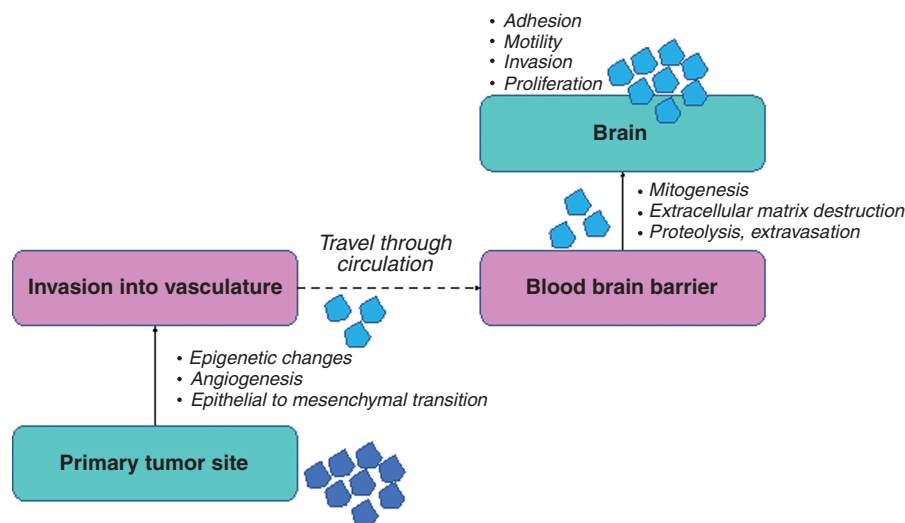 • Adhesion
• Motility
• Invasion
• Proliferation
Brain
• Mitogenesis
• Extracellular matrix destruction
• Proteolysis, extravasation
Travel through
circulation
Invasion into vasculature
Blood brain barrier
• Epigenetic changes
• Angiogenesis
• Epithelial to mesenchymal transition
Primary tumor site